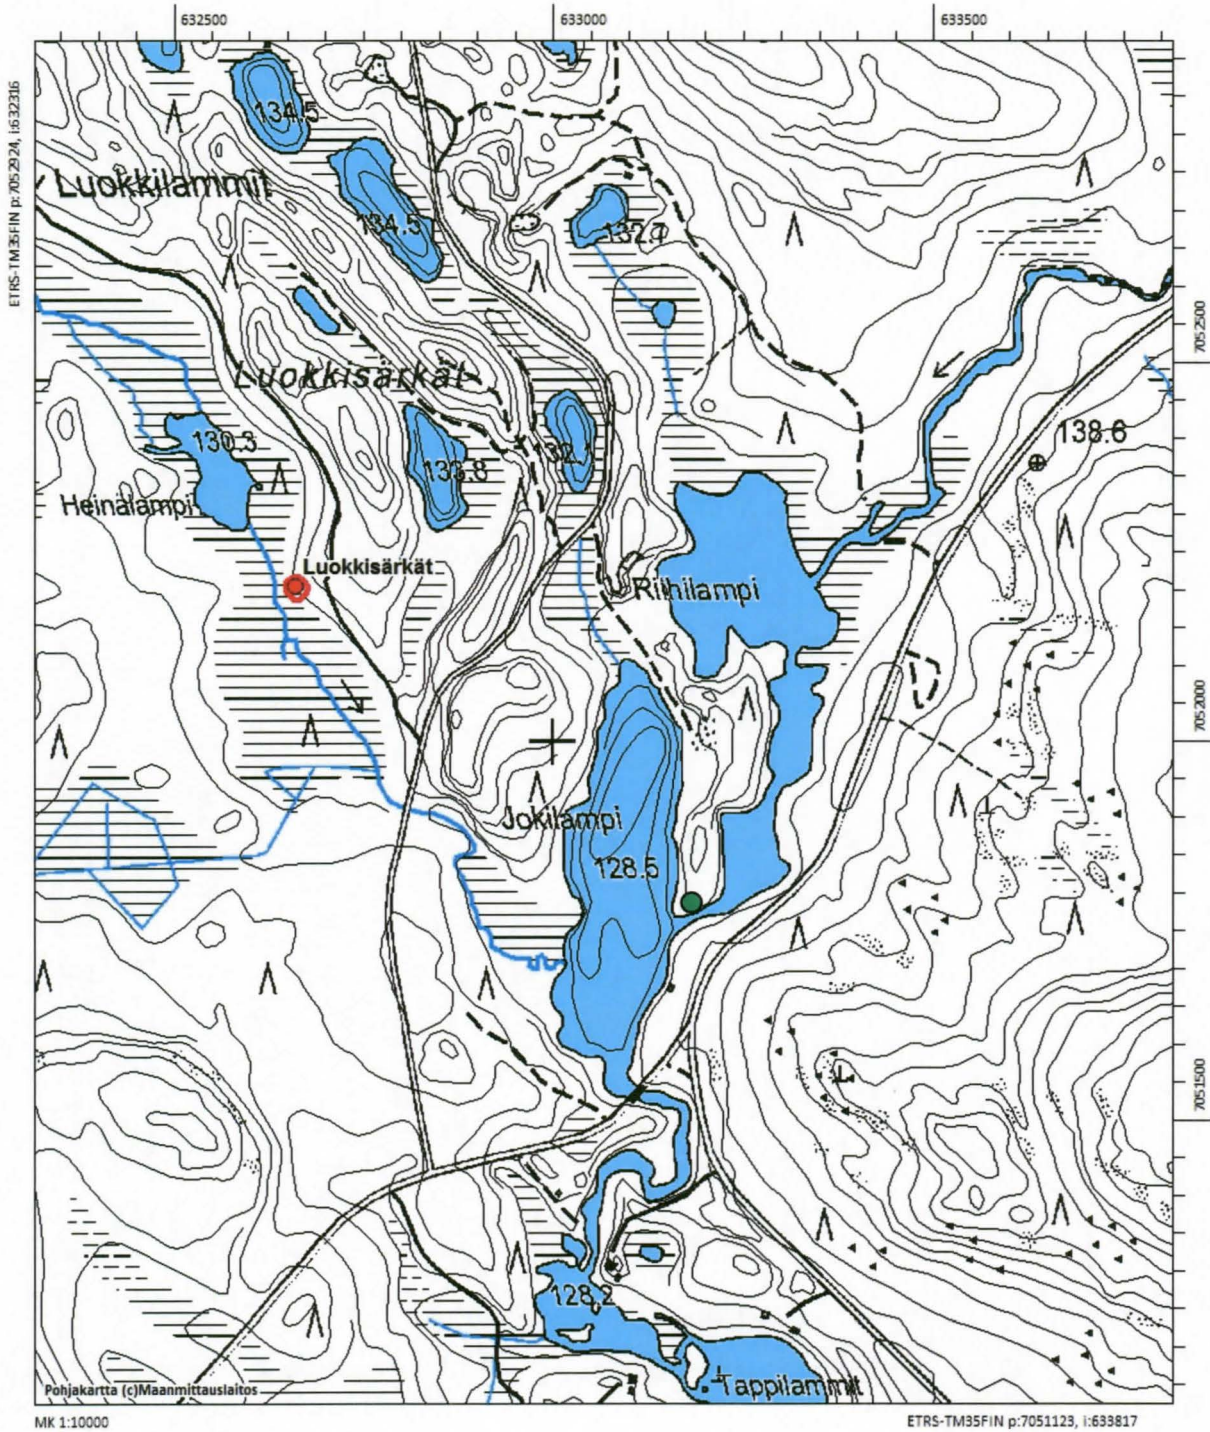 632500
633000
633500
ETRS-TM35FIN p:7052924, i:632316
134.5
Luokkilammit
134.5
132.7
7052500
Luokkisärkät
130.3
133.8
132.1
138.6
Heinälampi
Luokkisärkät
Riihilampi
7052000
Jokilampi
128.5
7051500
128.2
Tappilammit
Pohjakartta (c)Maanmittauslaitos
MK 1:10000
ETRS-TM35FIN p:7051123, i:633817